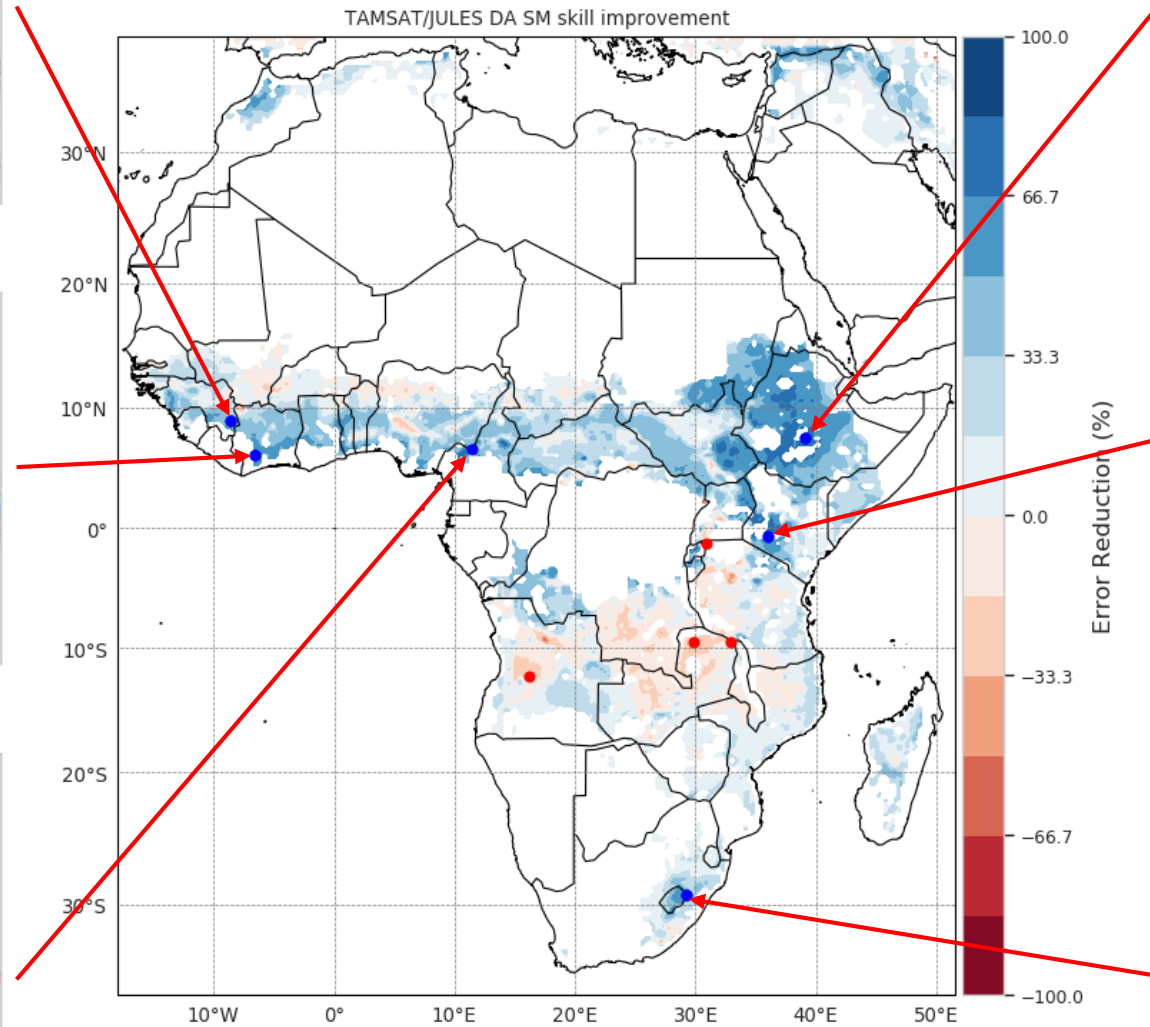 TAMSAT/JULES DA SM skill improvement
100.0
66.7
33.3
0.0
−33.3
−66.7
−100.0
Error Reduction (%)
30°N
20°N
10°N
0°
10°S
20°S
30°S
10°W
0°
10°E
20°E
30°E
40°E
50°E